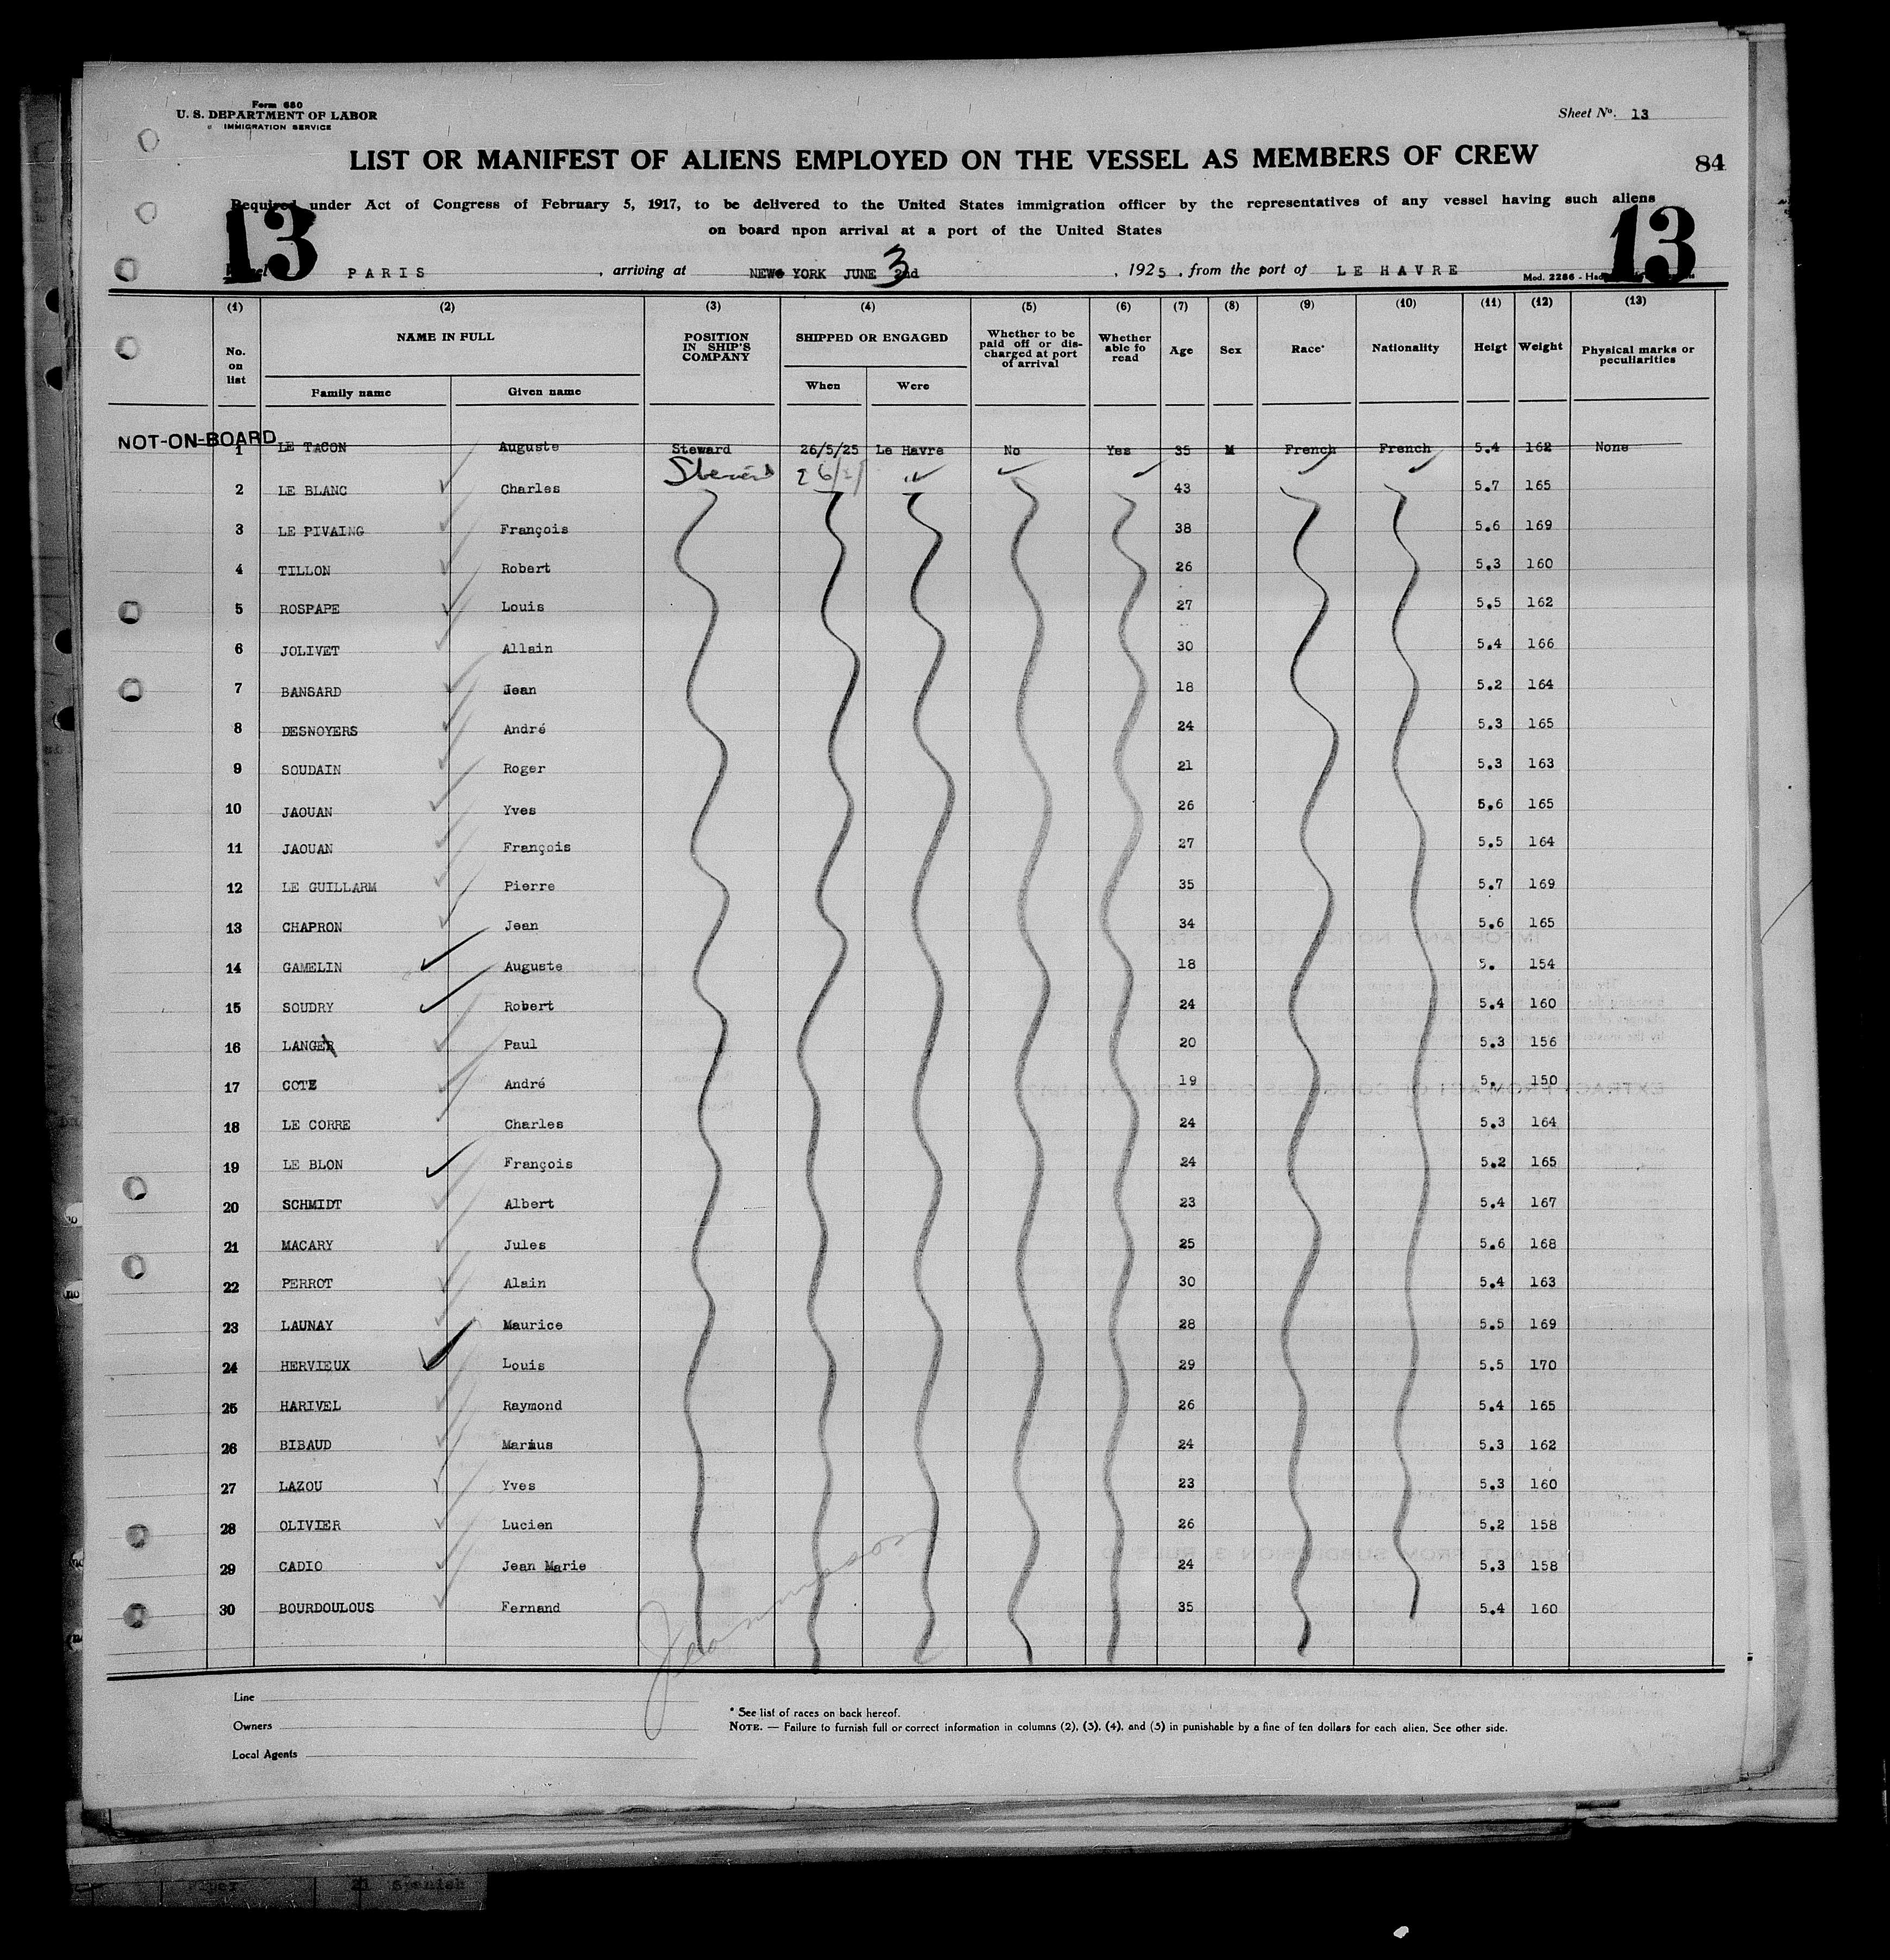 Form 680
U. S. DEPARTMENT OF LABOR
IMMIGRATION SERVICE
Sheet No. 13
LIST OR MANIFEST OF ALIENS EMPLOYED ON THE VESSEL AS MEMBERS OF CREW
84
Required under Act of Congress of February 5, 1917, to be delivered to the United States immigration officer by the representatives of any vessel having such aliens
on board npon arrival at a port of the United States
13 13
PARIS , arriving at NEW YORK JUNE 3 2nd , 1925 , from the port of LE HAVRE
Mod. 2286
(1) (2) (3) (4) (5) (6) (7) (8) (9) (10) (11) (12) (13)
No. on list NAME IN FULL POSITION IN SHIP'S COMPANY SHIPPED OR ENGAGED Whether to be paid off or discharged at port of arrival Whether able fo read Age Sex Race* Nationality Heigt Weight Physical marks or peculiarities
Family name Given name When Were
NOT-ON-BOARD
1 LE TACON Auguste Steward 26/5/25 Le Havre No Yes 35 M French French 5.4 162 None
2 LE BLANC Charles 43 5.7 165
3 LE PIVAING François 38 5.6 169
4 TILLON Robert 26 5.3 160
5 ROSPAPE Louis 27 5.5 162
6 JOLIVET Allain 30 5.4 166
7 BANSARD Jean 18 5.2 164
8 DESNOYERS André 24 5.3 165
9 SOUDAIN Roger 21 5.3 163
10 JAOUAN Yves 26 5.6 165
11 JAOUAN François 27 5.5 164
12 LE GUILLARM Pierre 35 5.7 169
13 CHAPRON Jean 34 5.6 165
14 GAMELIN Auguste 18 5. 154
15 SOUDRY Robert 24 5.4 160
16 LANGER Paul 20 5.3 156
17 COTE André 19 5. 150
18 LE CORRE Charles 24 5.3 164
19 LE BLON François 24 5.2 165
20 SCHMIDT Albert 23 5.4 167
21 MACARY Jules 25 5.6 168
22 PERROT Alain 30 5.4 163
23 LAUNAY Maurice 28 5.5 169
24 HERVIEUX Louis 29 5.5 170
25 HARIVEL Raymond 26 5.4 165
26 BIBAUD Marius 24 5.3 162
27 LAZOU Yves 23 5.3 160
28 OLIVIER Lucien 26 5.2 158
29 CADIO Jean Marie 24 5.3 158
30 BOURDOULOUS Fernand 35 5.4 160
Line
Owners
Local Agents
* See list of races on back hereof.
NOTE. — Failure to furnish full or correct information in columns (2), (3), (4), and (5) in punishable by a fine of ten dollars for each alien. See other side.
21 Spanish